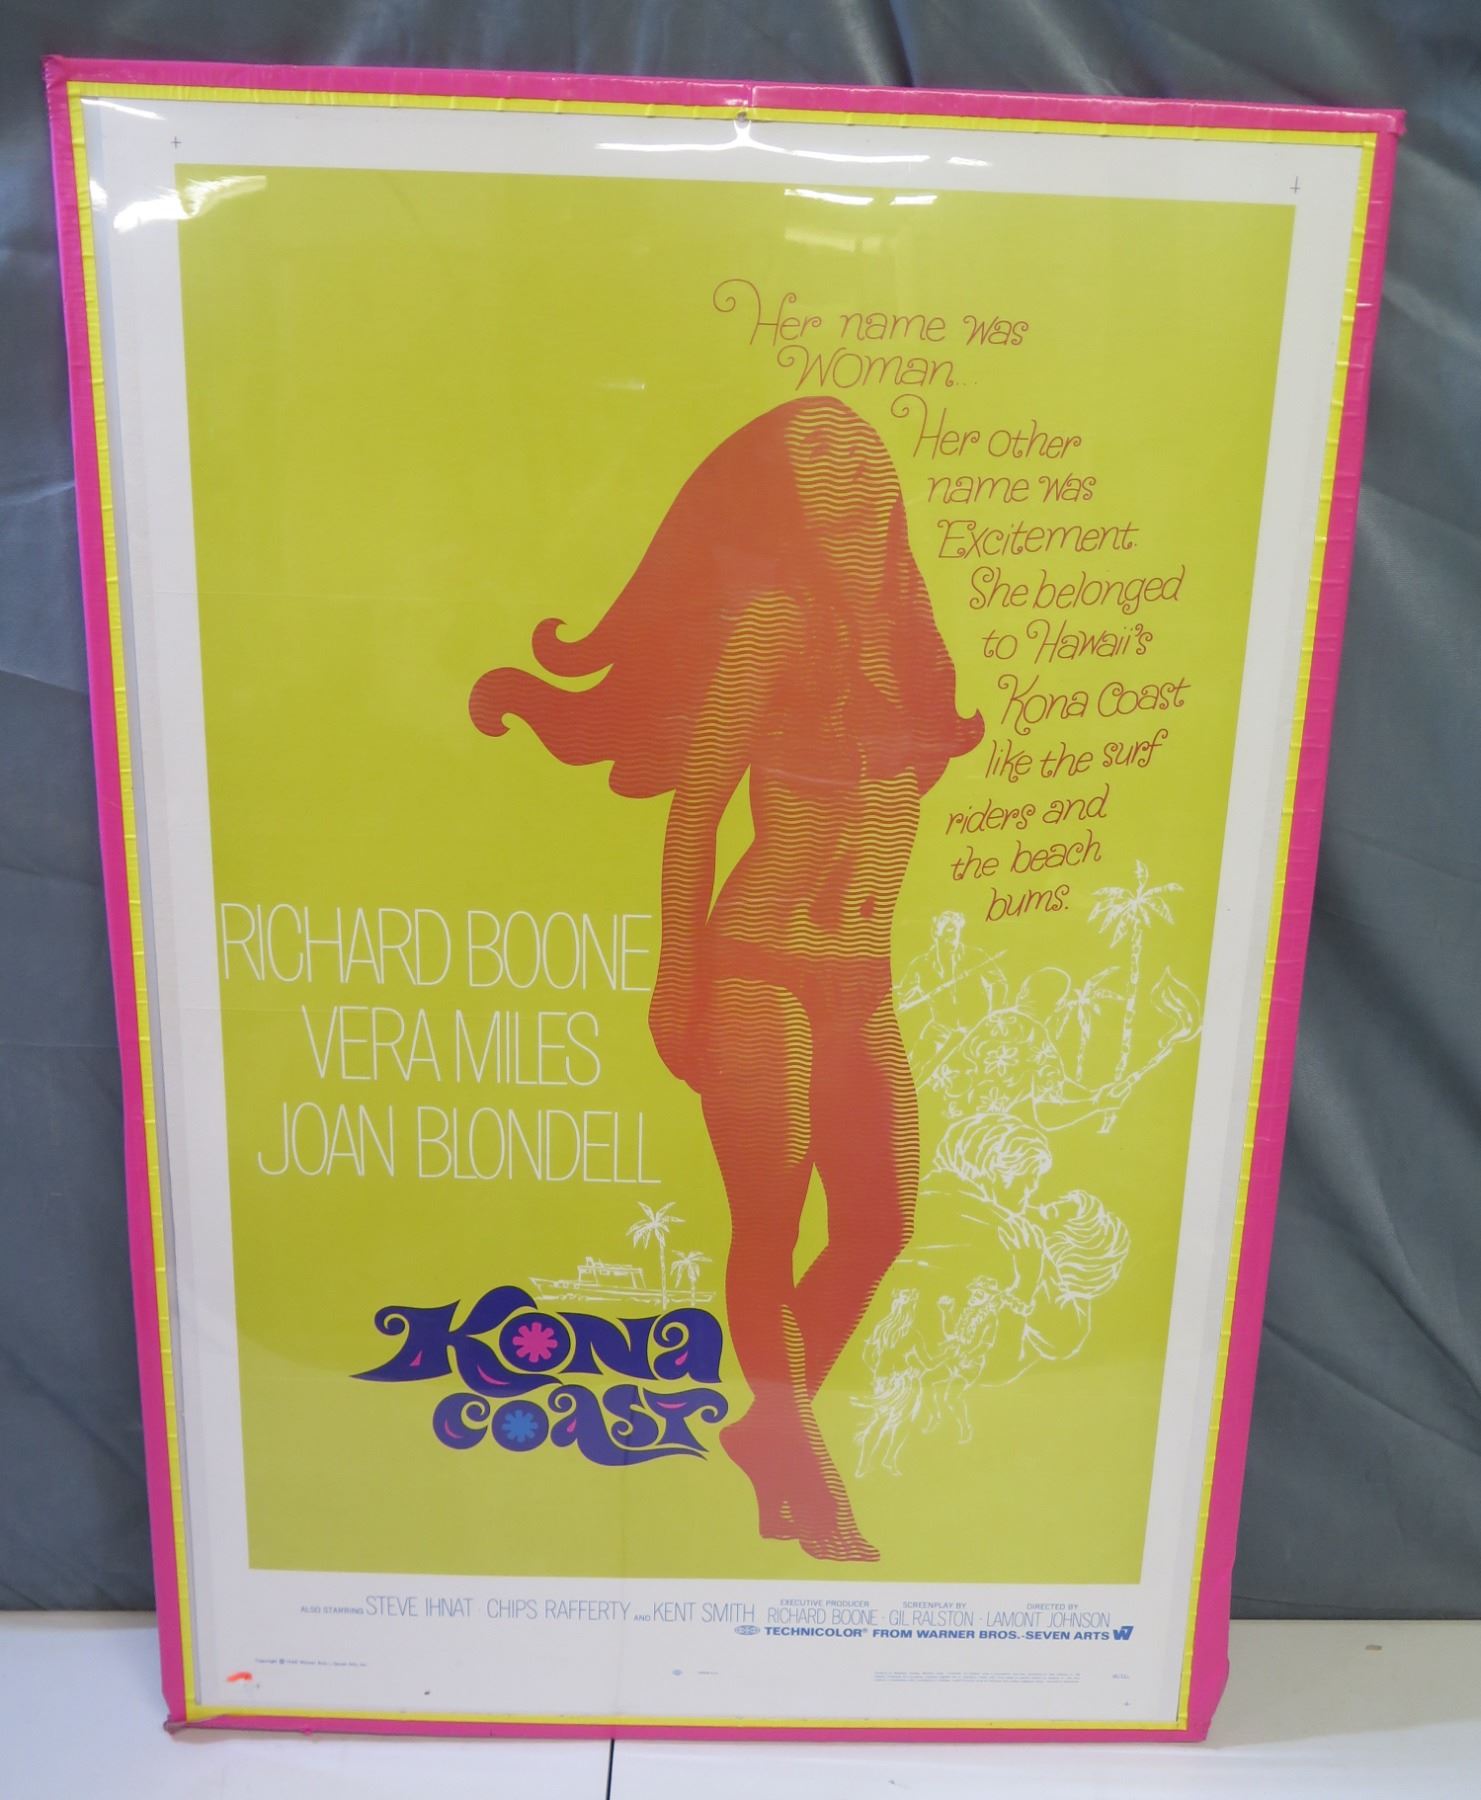 Her name was
Woman...
Her other
name was
Excitement.
She belonged
to Hawaii's
Kona Coast
like the surf
riders and
the beach
bums.
RICHARD BOONE
VERA MILES
JOAN BLONDELL
Kona
Coast
ALSO STARRING STEVE IHNAT · CHIPS RAFFERTY AND KENT SMITH
EXECUTIVE PRODUCER SCREENPLAY BY DIRECTED BY
RICHARD BOONE · GIL RALSTON · LAMONT JOHNSON
TECHNICOLOR® FROM WARNER BROS.-SEVEN ARTS W7